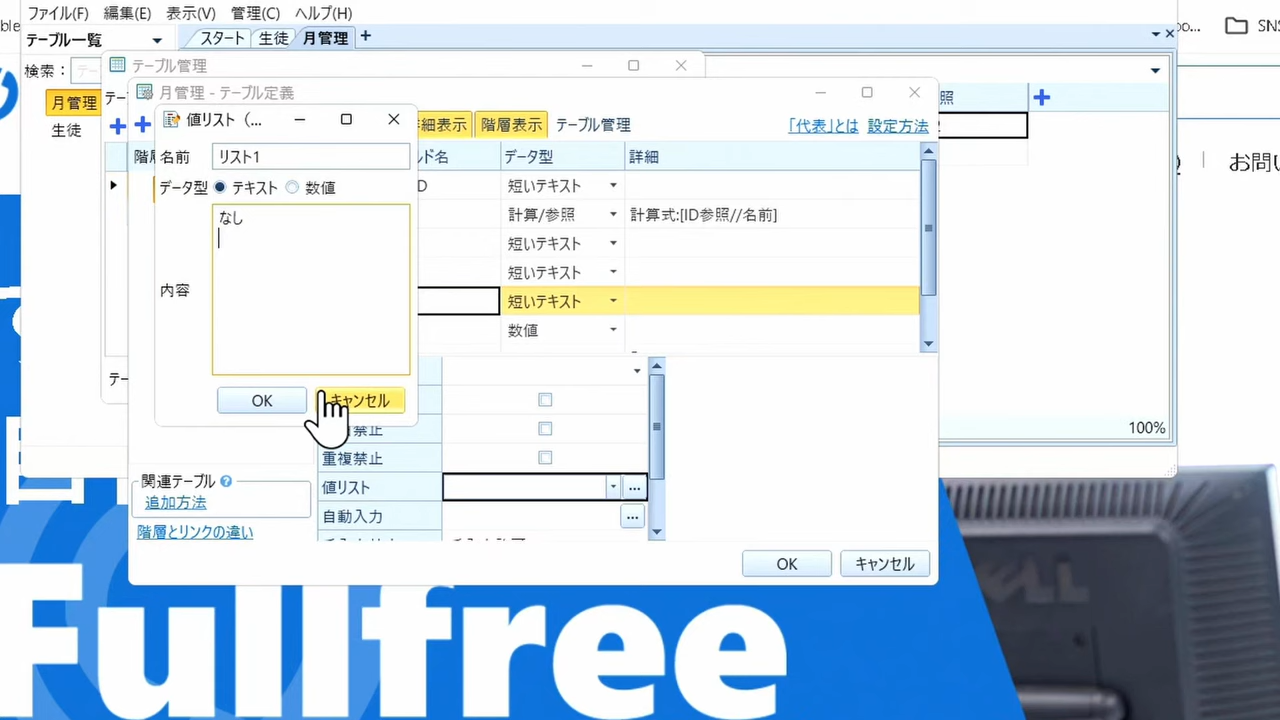 ファイル(F) 編集(E) 表示(V) 管理(C) ヘルプ(H)
テーブル一覧
スタート 生徒 月管理
SNS
検索：
テーブル管理
月管理 - テーブル定義
値リスト（...
月管理
生徒
階層表示 テーブル管理
「代表」とは 設定方法
名前 リスト1
データ型 詳細
データ型 テキスト 数値
短いテキスト
計算/参照 計算式:[ID参照//名前]
なし
短いテキスト
短いテキスト
内容
短いテキスト
数値
OK キャンセル
100%
重複禁止
関連テーブル
追加方法
値リスト
自動入力
階層とリンクの違い
OK キャンセル
DELL
Fullfree